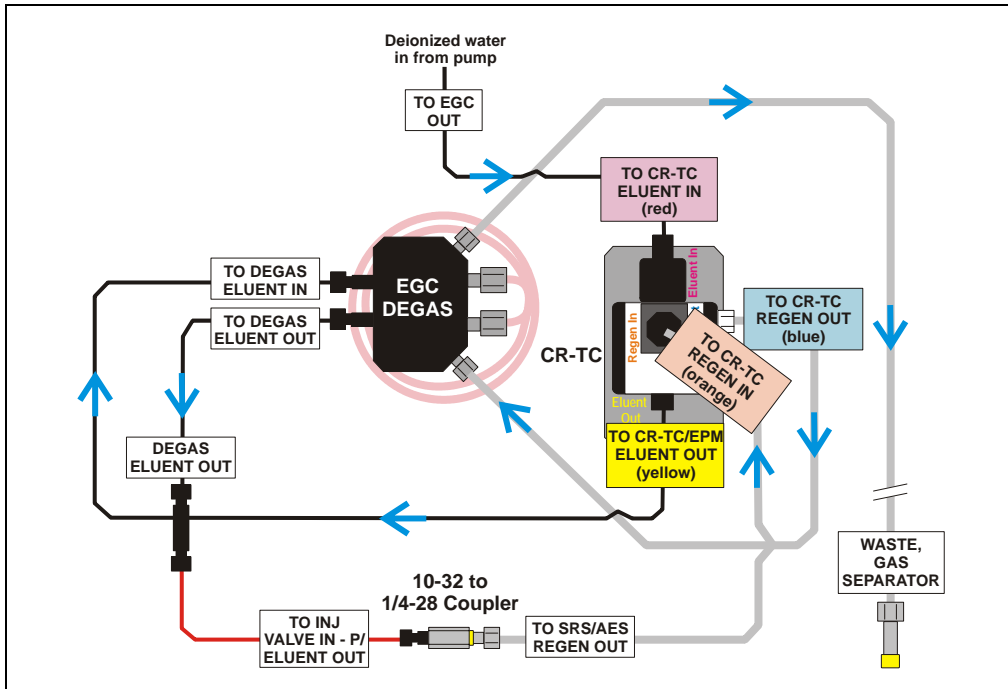 Deionized water
in from pump
TO EGC
OUT
TO CR-TC
ELUENT IN
(red)
EGC
DEGAS
TO DEGAS
ELUENT IN
TO DEGAS
ELUENT OUT
Eluent In
Regen In
CR-TC
TO CR-TC
REGEN OUT
(blue)
TO CR-TC
REGEN IN
(orange)
Eluent
Out
TO CR-TC/EPM
ELUENT OUT
(yellow)
DEGAS
ELUENT OUT
WASTE,
GAS
SEPARATOR
10-32 to
1/4-28 Coupler
TO INJ
VALVE IN - P/
ELUENT OUT
TO SRS/AES
REGEN OUT